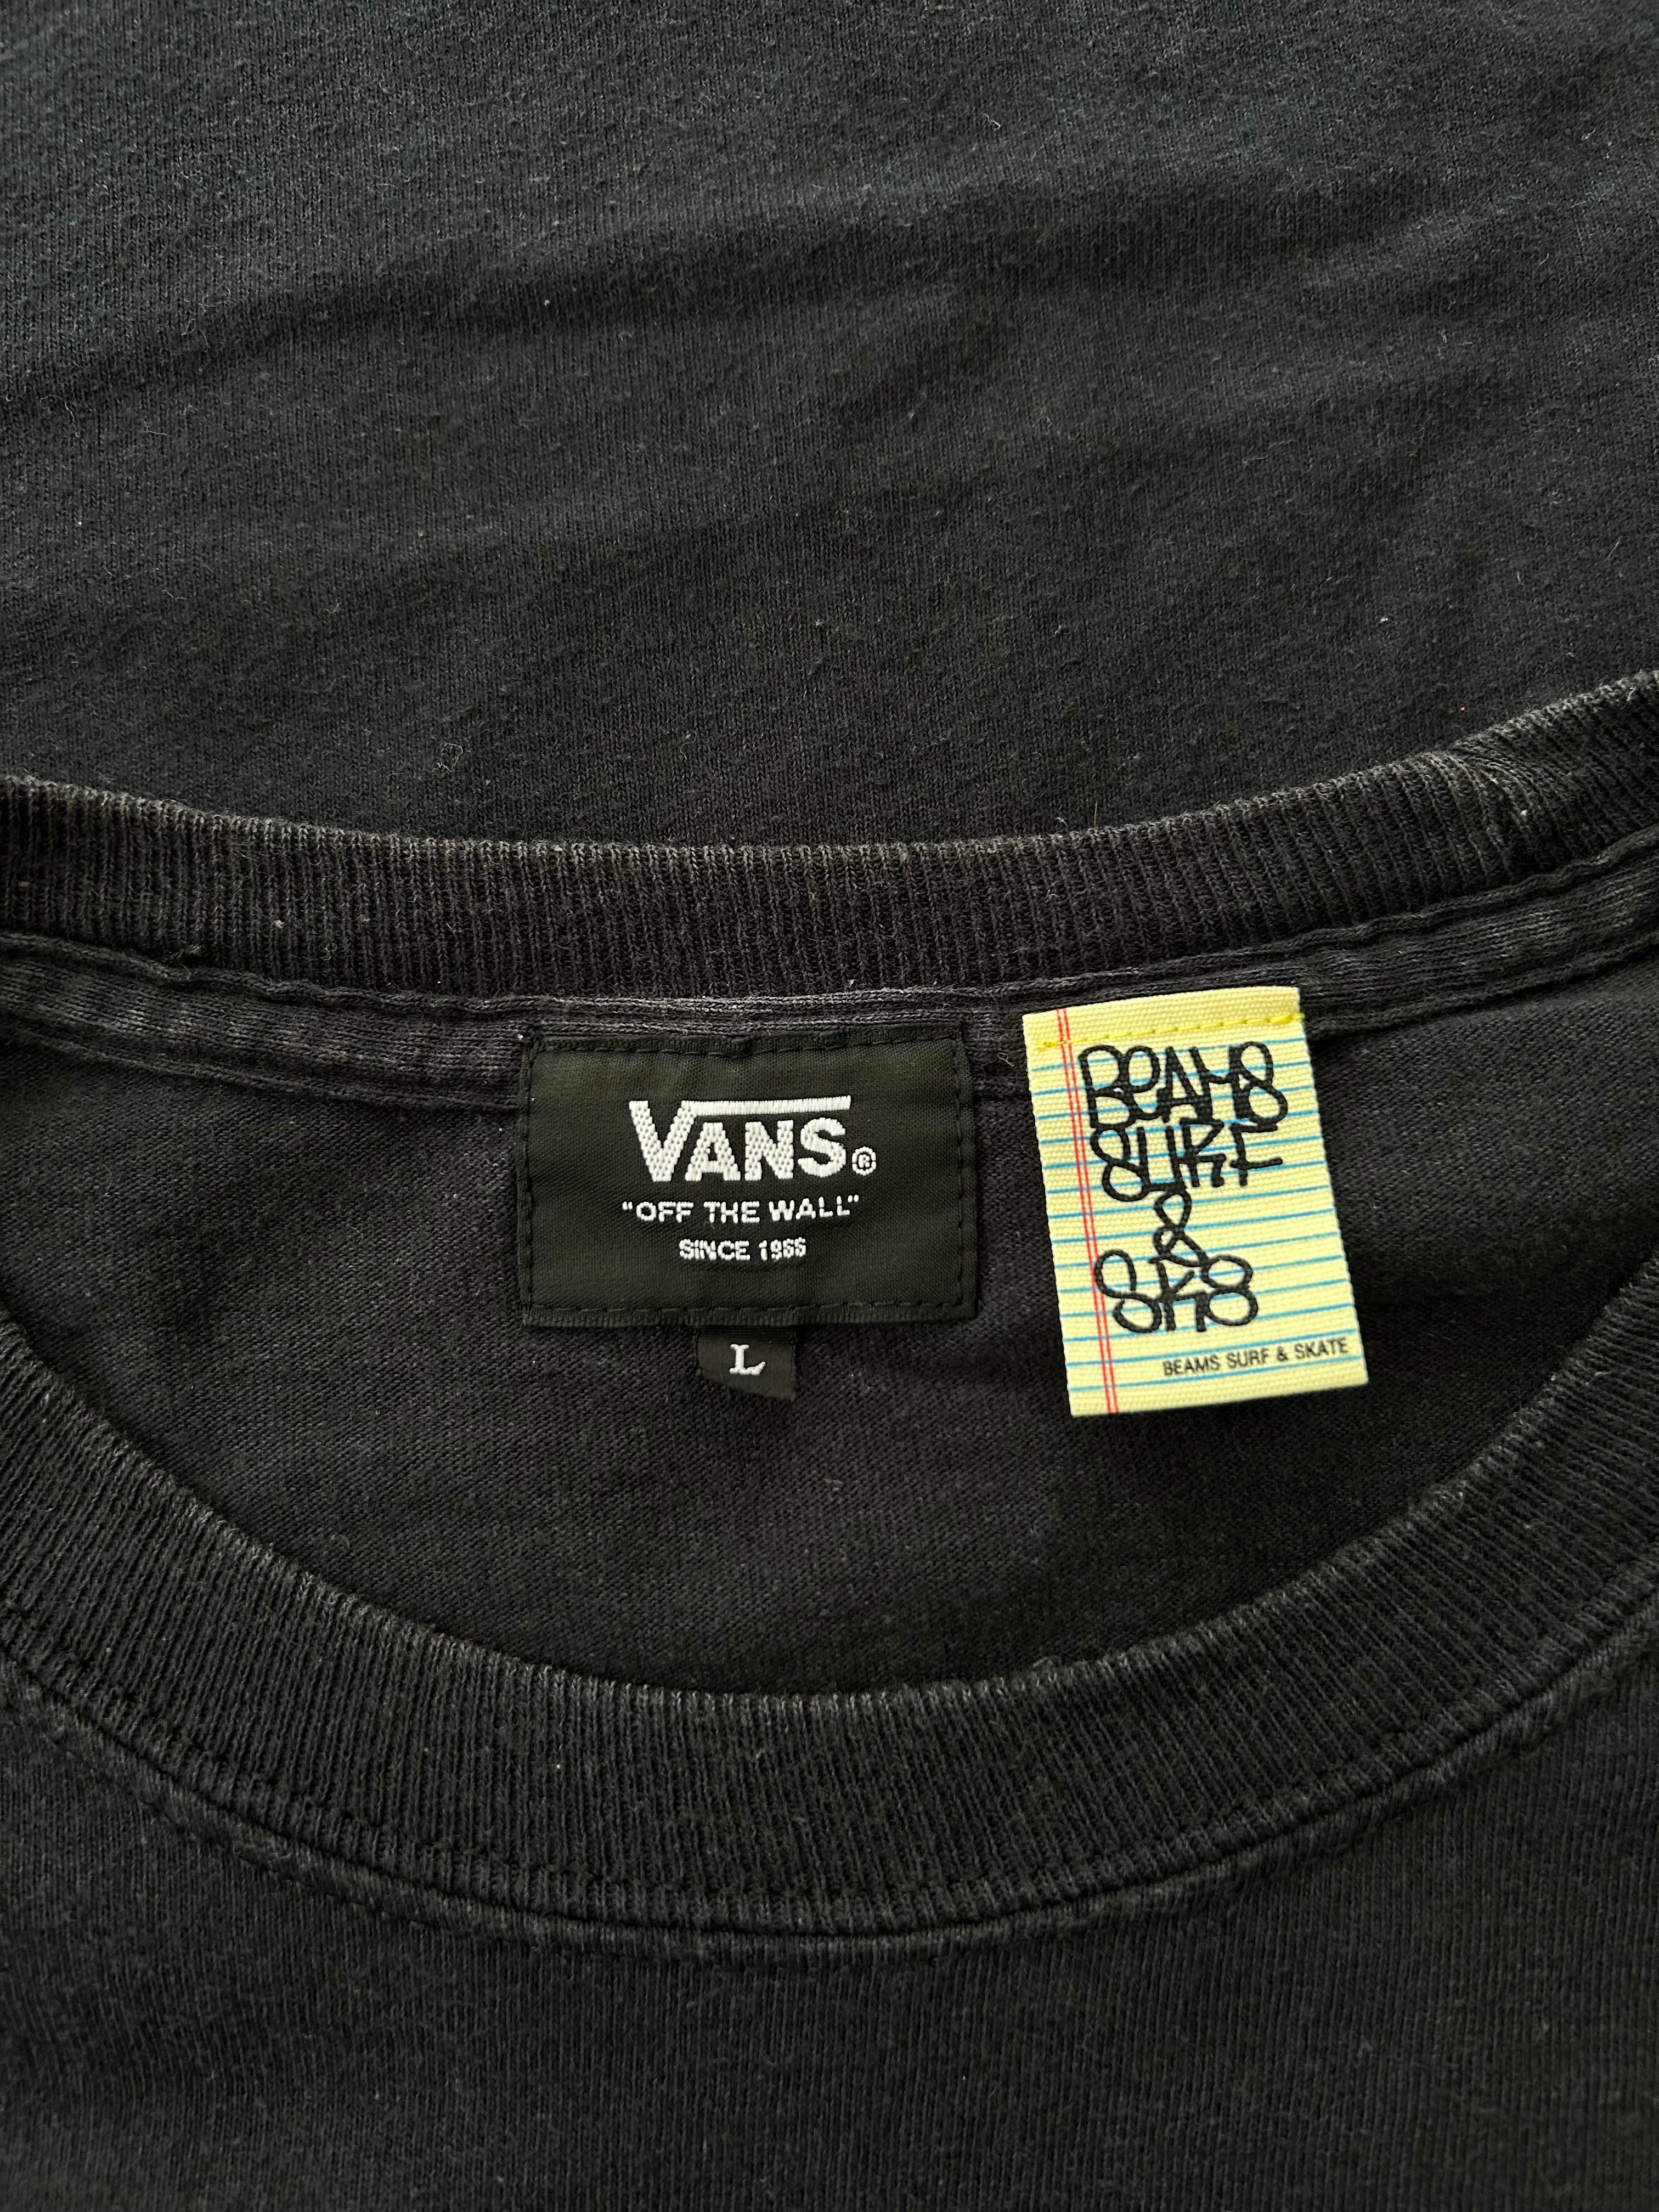 VANS®
"OFF THE WALL"
SINCE 1966
L
BEAMS
SURF
&
SK8
BEAMS SURF & SKATE